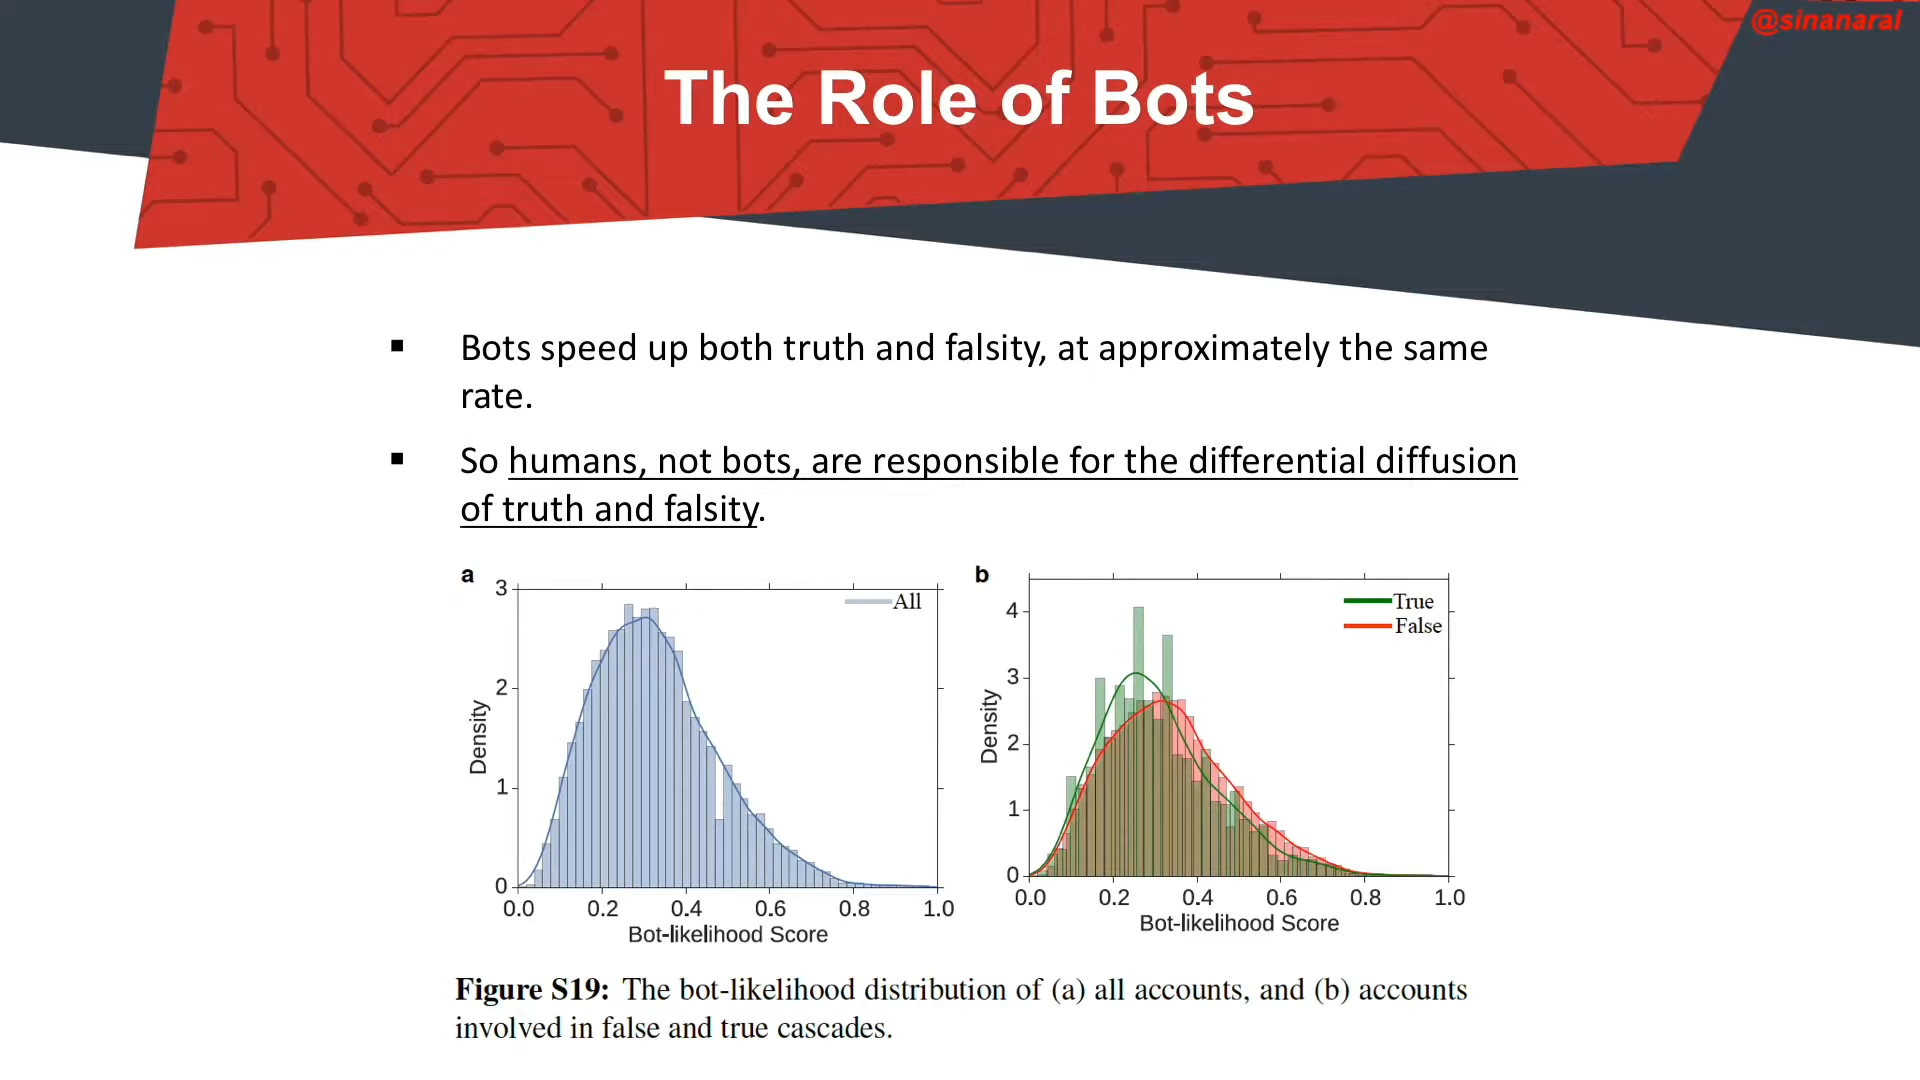 @sinanaral
The Role of Bots
▪ Bots speed up both truth and falsity, at approximately the same
rate.
▪ So humans, not bots, are responsible for the differential diffusion
of truth and falsity.
a
3
2
1
0
Density
All
0.0 0.2 0.4 0.6 0.8 1.0
Bot-likelihood Score
b
4
3
2
1
0
Density
True
False
0.0 0.2 0.4 0.6 0.8 1.0
Bot-likelihood Score
Figure S19: The bot-likelihood distribution of (a) all accounts, and (b) accounts
involved in false and true cascades.